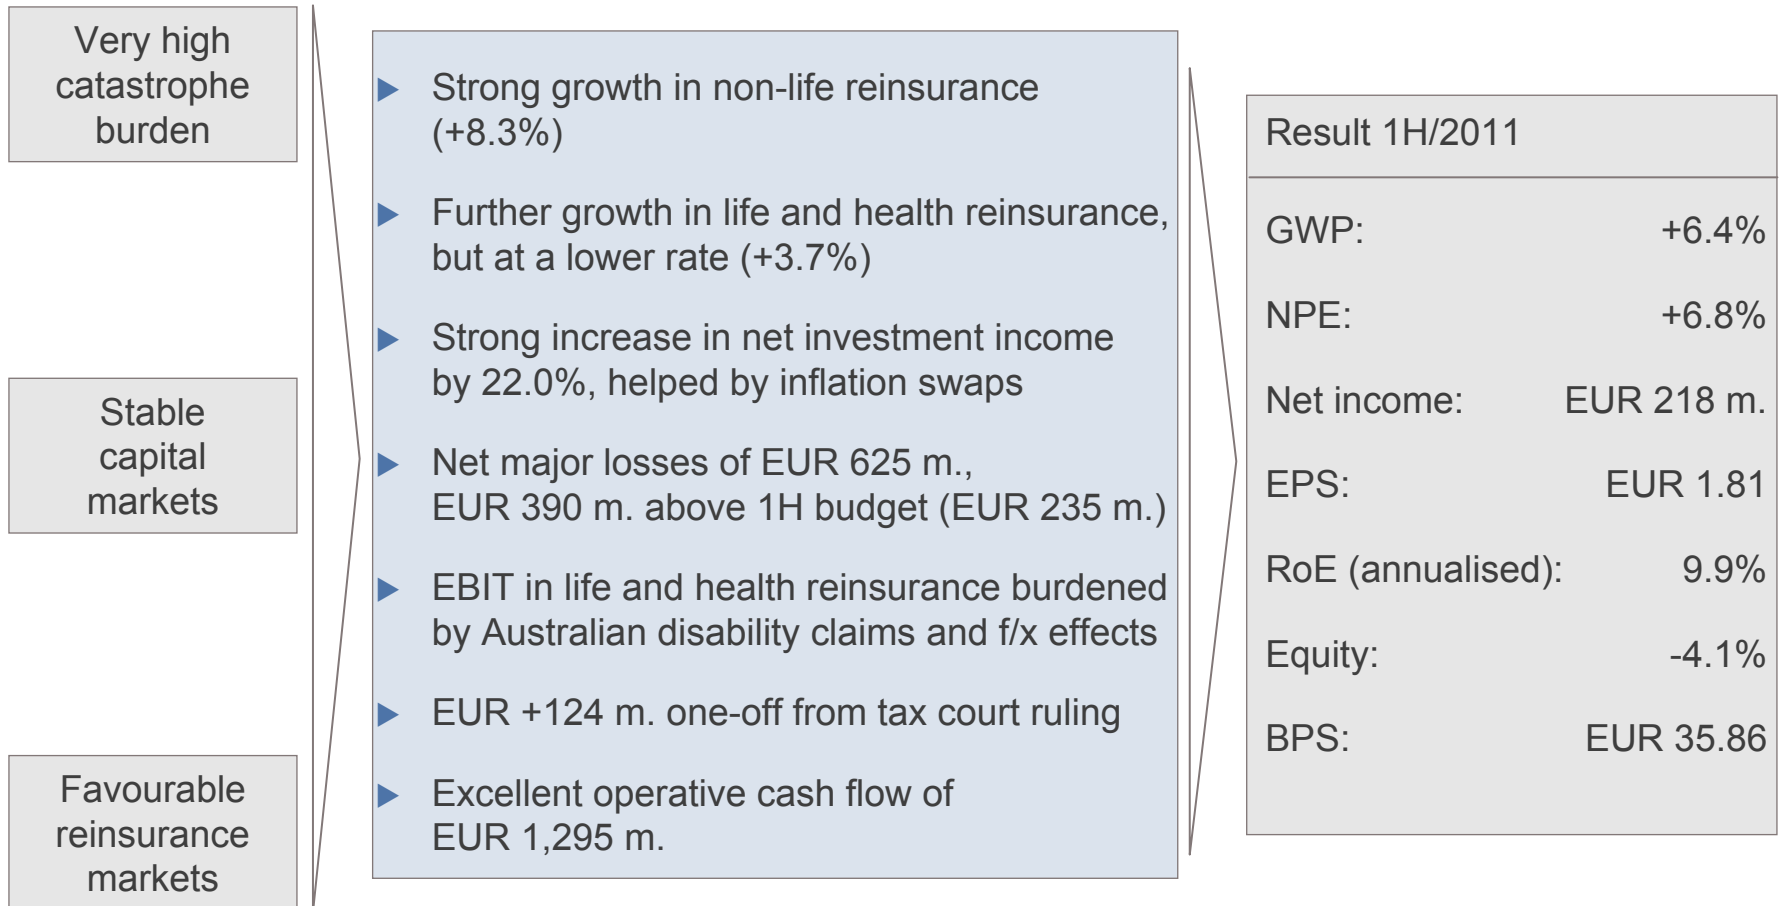 Very high
catastrophe
burden
Stable
capital
markets
Favourable
reinsurance
markets
Strong growth in non-life reinsurance
(+8.3%)
Further growth in life and health reinsurance,
but at a lower rate (+3.7%)
Strong increase in net investment income
by 22.0%, helped by inflation swaps
Net major losses of EUR 625 m.,
EUR 390 m. above 1H budget (EUR 235 m.)
EBIT in life and health reinsurance burdened
by Australian disability claims and f/x effects
EUR +124 m. one-off from tax court ruling
Excellent operative cash flow of
EUR 1,295 m.
Result 1H/2011
GWP: +6.4%
NPE: +6.8%
Net income: EUR 218 m.
EPS: EUR 1.81
RoE (annualised): 9.9%
Equity: -4.1%
BPS: EUR 35.86